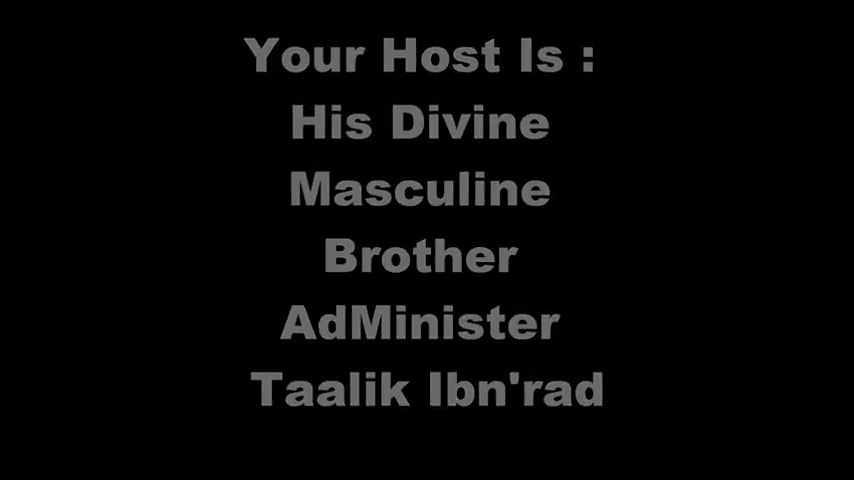 Your Host Is :
His Divine
Masculine
Brother
AdMinister
Taalik Ibn'rad